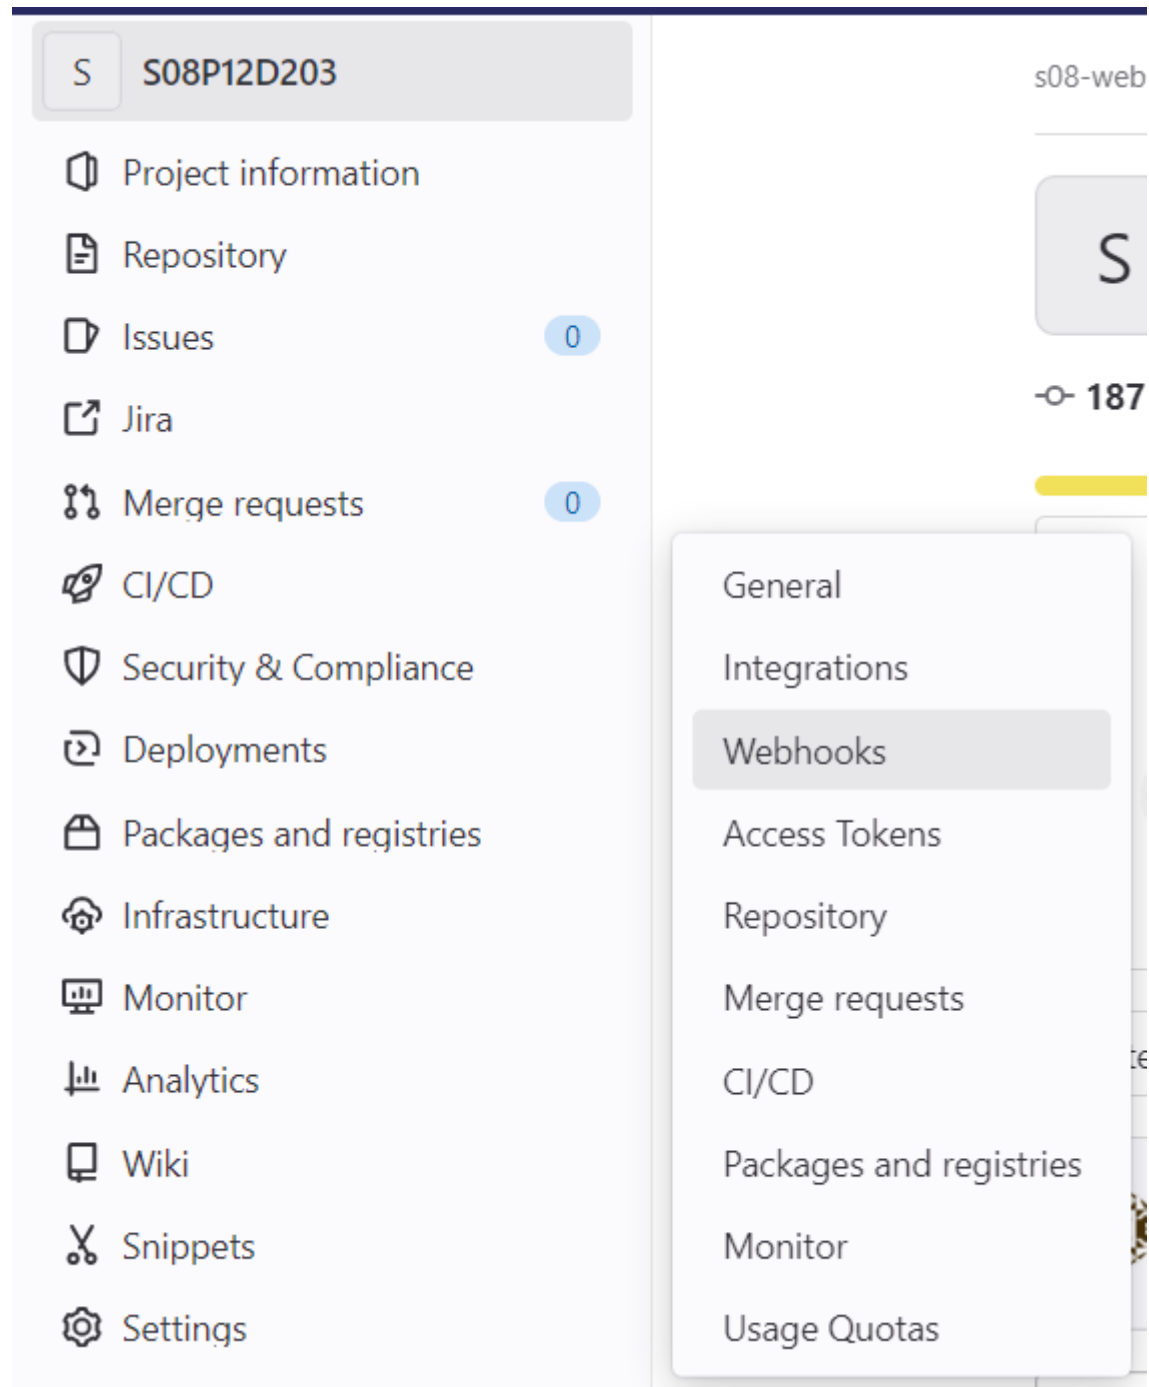 S S08P12D203
Project information
Repository
Issues 0
Jira
Merge requests 0
CI/CD
Security & Compliance
Deployments
Packages and registries
Infrastructure
Monitor
Analytics
Wiki
Snippets
Settings
s08-web
S
187
General
Integrations
Webhooks
Access Tokens
Repository
Merge requests
CI/CD
Packages and registries
Monitor
Usage Quotas